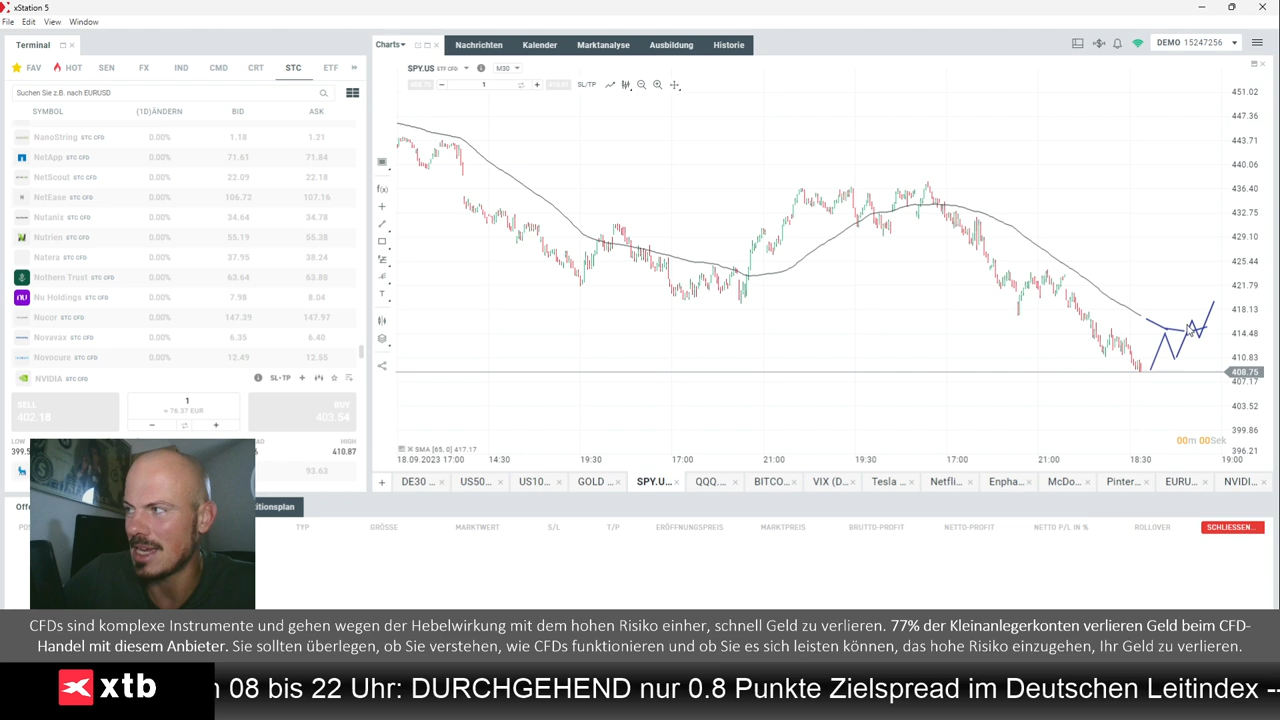 xStation 5
File Edit View Window
Terminal
FAV HOT SEN FX IND CMD CRT STC ETF
Suchen Sie z.B. nach EURUSD
SYMBOL (1D)ÄNDERN BID ASK
NanoString STC CFD 0.00% 1.18 1.21
NetApp STC CFD 0.00% 71.61 71.84
NetScout STC CFD 0.00% 22.09 22.18
NetEase STC CFD 0.00% 106.72 107.16
Nutanix STC CFD 0.00% 34.64 34.78
Nutrien STC CFD 0.00% 55.19 55.38
Natera STC CFD 0.00% 37.95 38.24
Nothern Trust STC CFD 0.00% 63.64 63.88
Nu Holdings STC CFD 0.00% 7.98 8.04
Nucor STC CFD 0.00% 147.39 147.97
Novavax STC CFD 0.00% 6.35 6.40
Novocure STC CFD 0.00% 12.49 12.55
NVIDIA STC CFD SL+TP
SELL 1 BUY
402.18 ≈ 76.37 EUR 403.54
LOW HIGH
410.87
93.63
Charts Nachrichten Kalender Marktanalyse Ausbildung Historie
DEMO 15247256
SPY.US ETF CFD M30
408.75 1 SL/TP
451.02
447.36
443.71
440.06
436.40
432.75
429.10
425.44
421.79
418.13
414.48
410.83
408.75
407.17
403.52
399.86
396.21
00m 00Sek
SMA [65, 0] 417.17
18.09.2023 17:00 14:30 19:30 17:00 21:00 19:30 17:00 21:00 18:30 19:00
DE30 ... US50... US10... GOLD ... SPY.U... QQQ.... BITCO... VIX (D... Tesla ... Netfli... Enpha... McDo... Pinter... EURU... NVIDI...
TYP GRÖSSE MARKTWERT S/L T/P ERÖFFNUNGSPREIS MARKTPREIS BRUTTO-PROFIT NETTO-PROFIT NETTO P/L IN % ROLLOVER SCHLIESSEN...
CFDs sind komplexe Instrumente und gehen wegen der Hebelwirkung mit dem hohen Risiko einher, schnell Geld zu verlieren. 77% der Kleinanlegerkonten verlieren Geld beim CFD-
Handel mit diesem Anbieter. Sie sollten überlegen, ob Sie verstehen, wie CFDs funktionieren und ob Sie es sich leisten können, das hohe Risiko einzugehen, Ihr Geld zu verlieren.
xtb
08 bis 22 Uhr: DURCHGEHEND nur 0.8 Punkte Zielspread im Deutschen Leitindex --